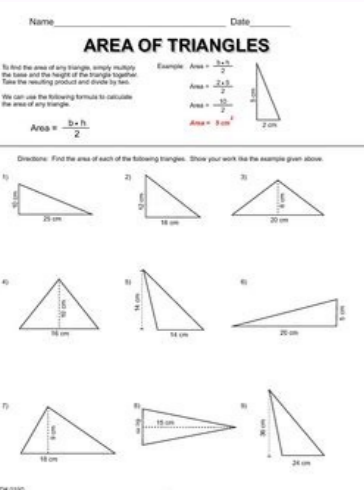 Name Date
AREA OF TRIANGLES
To find the area of any triangle, simply multiply
the base and the height of the triangle together.
Take the resulting product and divide by two.
We can use the following formula to calculate
the area of any triangle.
Area = b • h
2
Example: Area = b • h
2
Area = 2 • 5
2
Area = 10
2
Area = 5 cm²
5 cm
2 cm
Directions: Find the area of each of the following triangles. Show your work like the example given above.
1)
10 cm
25 cm
2)
12 cm
3)
20 cm
4)
10 cm
16 cm
5)
14 cm
14 cm
6)
5 cm
20 cm
7)
9 cm
18 cm
8)
15 cm
9)
36 cm
24 cm